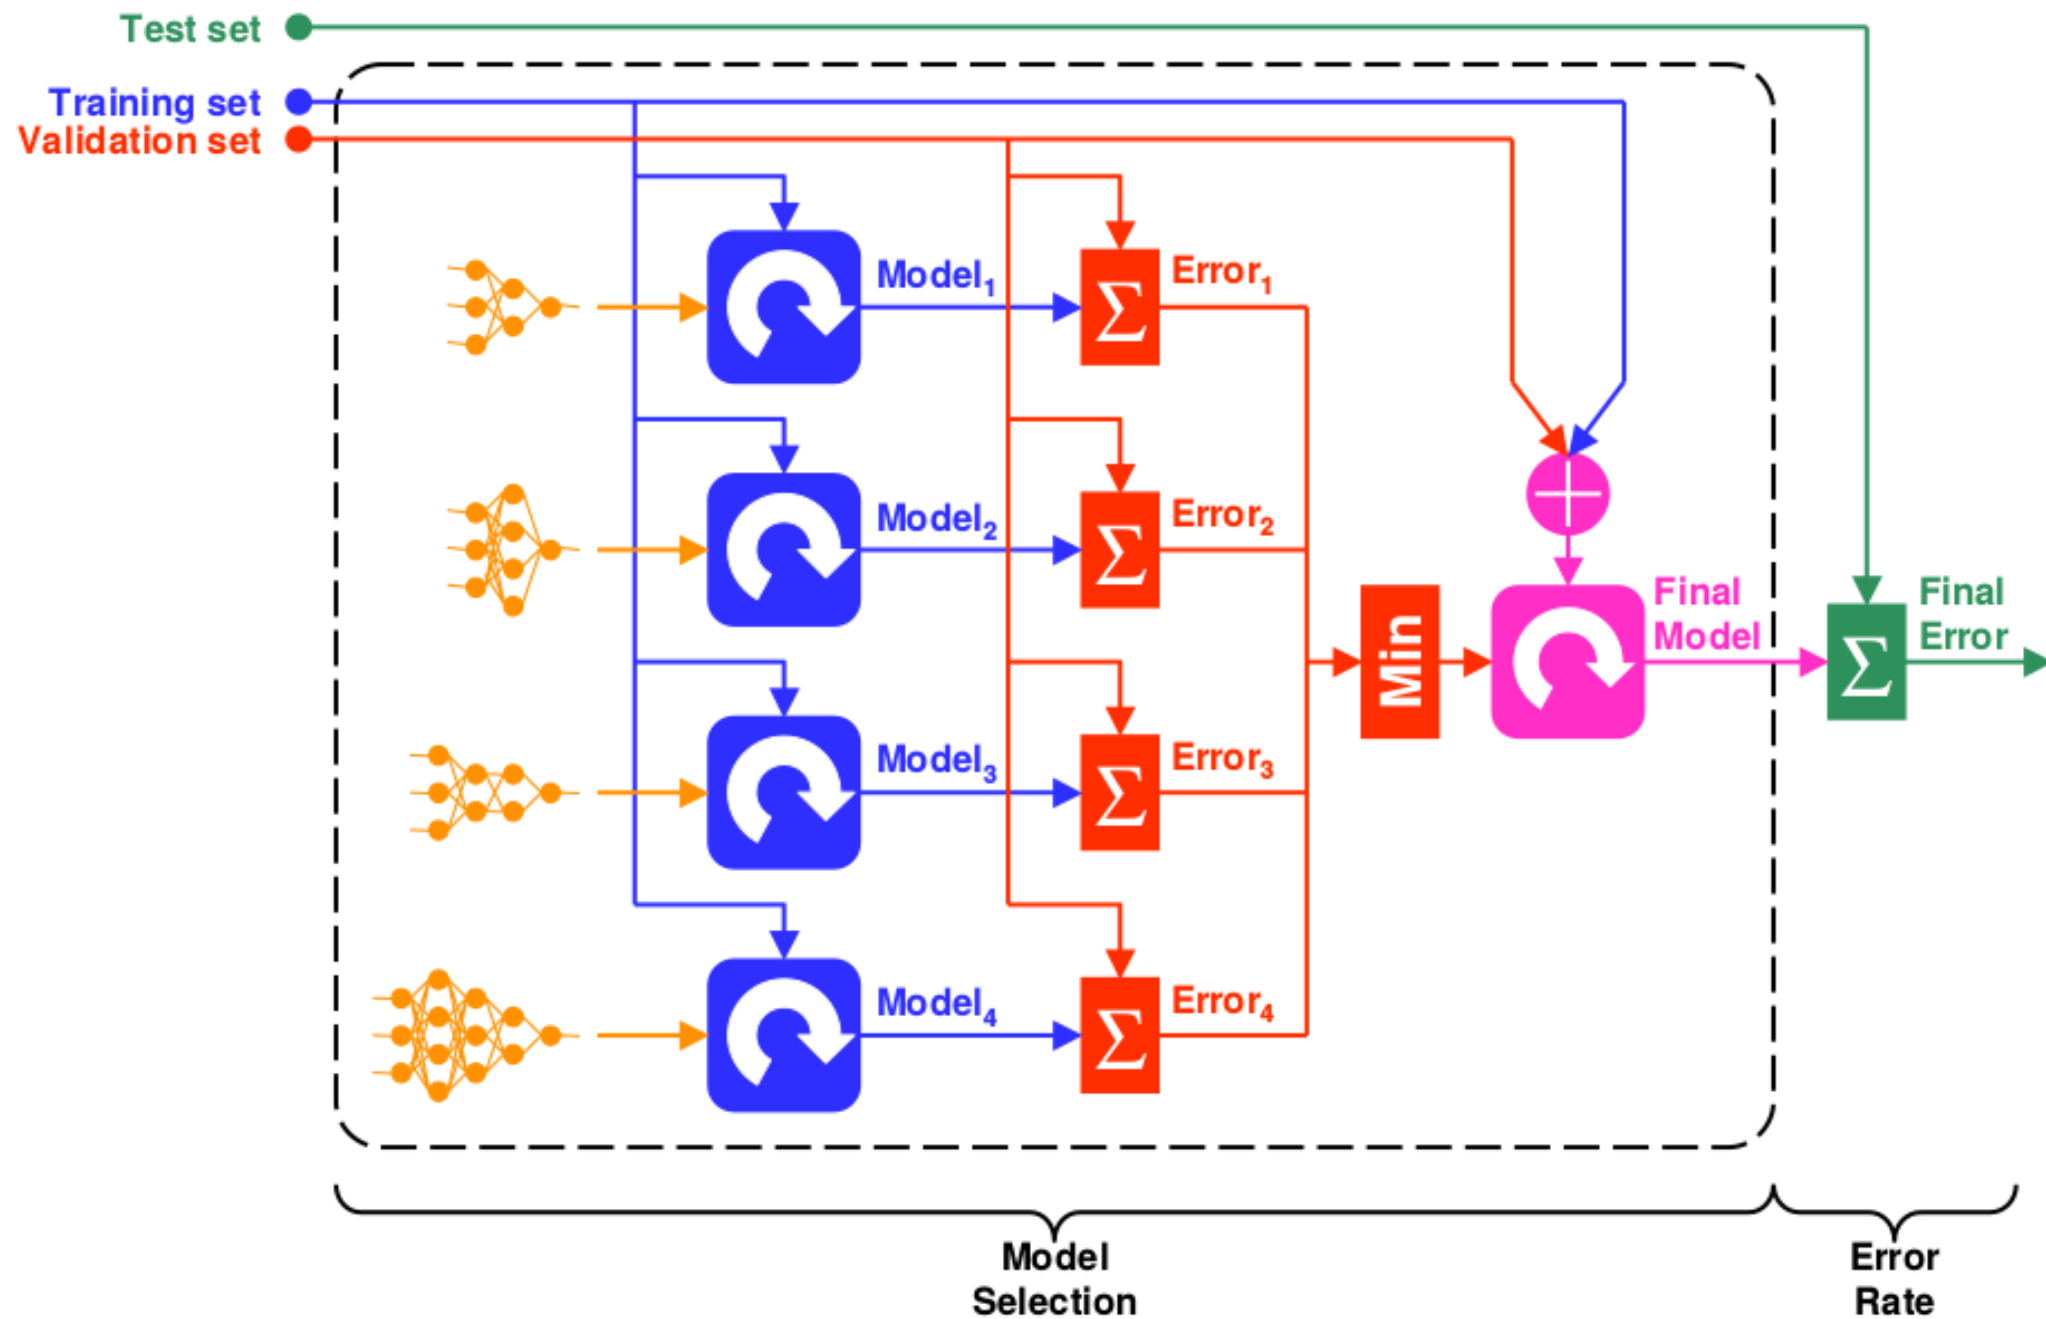 Test set
Training set
Validation set
Model1
Σ
Error1
Model2
Σ
Error2
Model3
Σ
Error3
Model4
Σ
Error4
Min
Final
Model
Σ
Final
Error
Model
Selection
Error
Rate